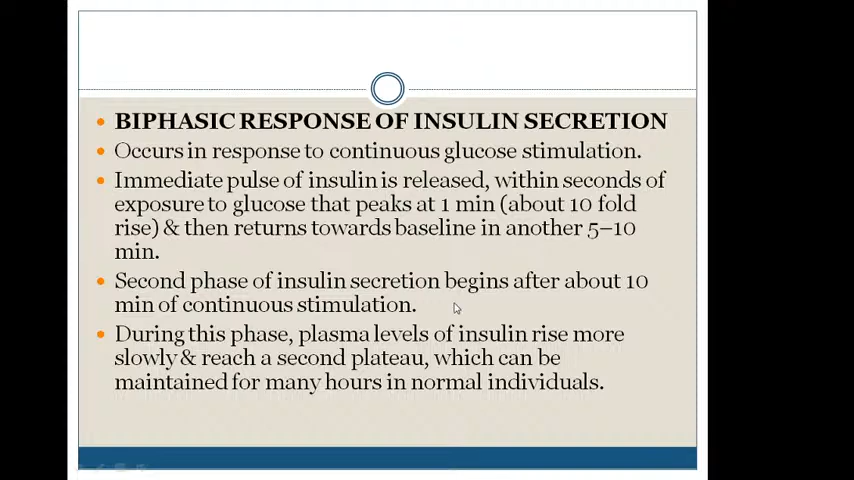 BIPHASIC RESPONSE OF INSULIN SECRETION
Occurs in response to continuous glucose stimulation.
Immediate pulse of insulin is released, within seconds of
exposure to glucose that peaks at 1 min (about 10 fold
rise) & then returns towards baseline in another 5–10
min.
Second phase of insulin secretion begins after about 10
min of continuous stimulation.
During this phase, plasma levels of insulin rise more
slowly & reach a second plateau, which can be
maintained for many hours in normal individuals.